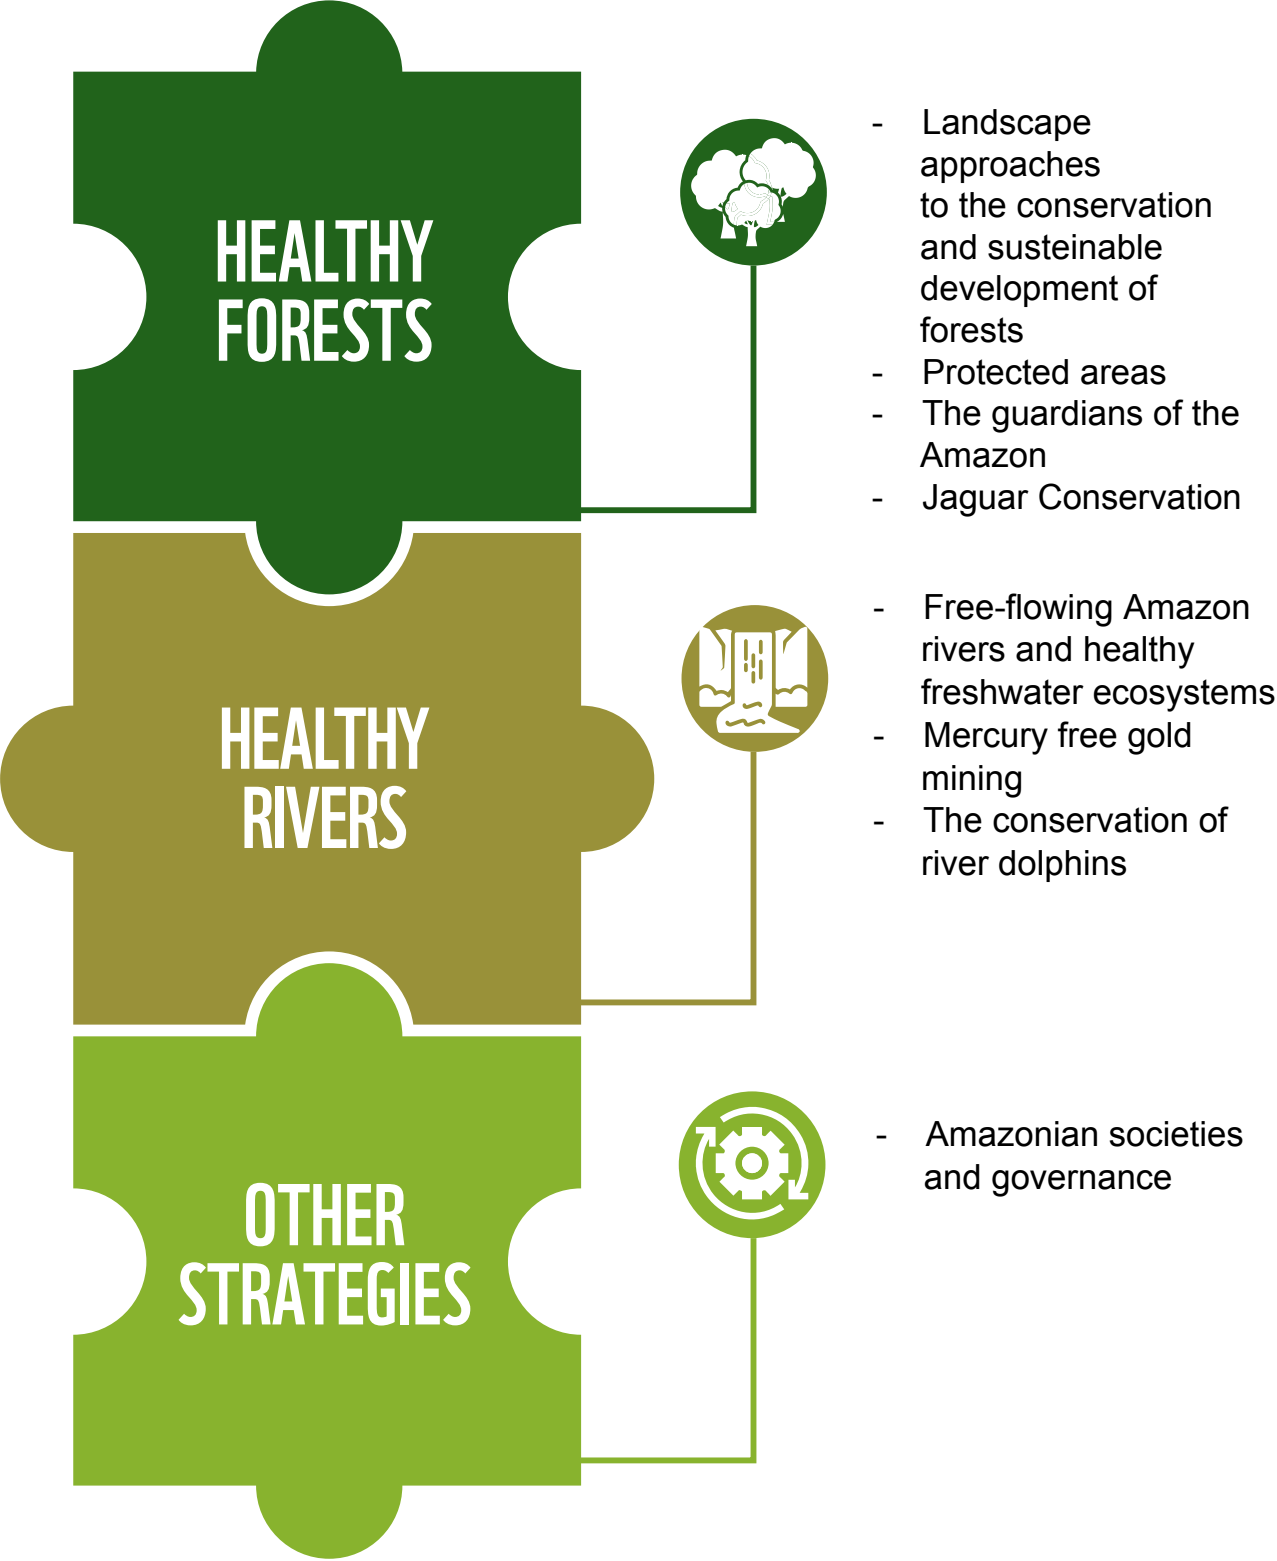 HEALTHY
FORESTS
- Landscape
approaches
to the conservation
and susteinable
development of
forests
- Protected areas
- The guardians of the
Amazon
- Jaguar Conservation
HEALTHY
RIVERS
- Free-flowing Amazon
rivers and healthy
freshwater ecosystems
- Mercury free gold
mining
- The conservation of
river dolphins
OTHER
STRATEGIES
- Amazonian societies
and governance